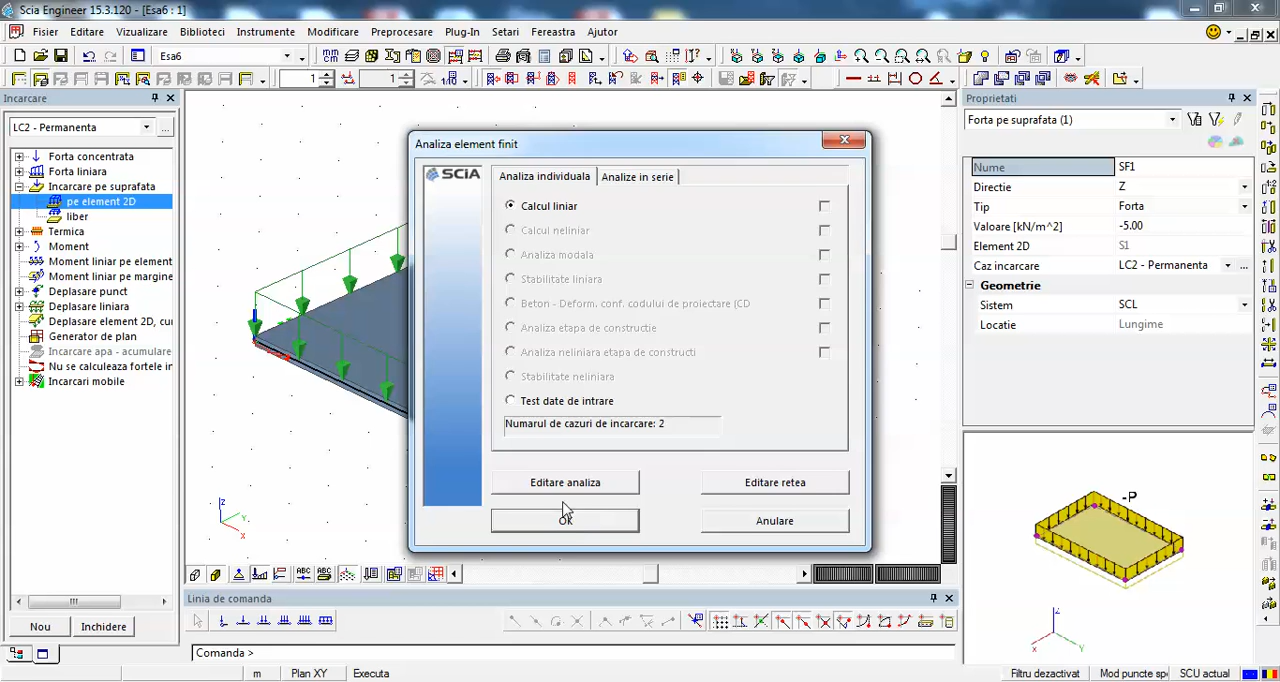 Scia Engineer 15.3.120 - [Esa6 : 1]
Fisier Editare Vizualizare Biblioteci Instrumente Modificare Preprocesare Plug-In Setari Fereastra Ajutor
Esa6
1 1
Incarcare
LC2 - Permanenta ...
Forta concentrata
Forta liniara
Incarcare pe suprafata
pe element 2D
liber
Termica
Moment
Moment liniar pe element
Moment liniar pe margine
Deplasare punct
Deplasare liniara
Deplasare element 2D, cu
Generator de plan
Incarcare apa - acumulare
Nu se calculeaza fortele in
Incarcari mobile
Nou Inchidere
Analiza element finit
SCIA
Analiza individuala Analize in serie
Calcul liniar
Calcul neliniar
Analiza modala
Stabilitate liniara
Beton - Deform. conf. codului de proiectare (CD
Analiza etapa de constructie
Analiza neliniara etapa de constructi
Stabilitate neliniara
Test date de intrare
Numarul de cazuri de incarcare: 2
Editare analiza Editare retea
OK Anulare
z
Y
x
ABC ABC
Linia de comanda
Comanda >
Proprietati
Forta pe suprafata (1)
Nume SF1
Directie Z
Tip Forta
Valoare [kN/m^2] -5.00
Element 2D S1
Caz incarcare LC2 - Permanenta ...
Geometrie
Sistem SCL
Locatie Lungime
-P
z
x
Y
m Plan XY Executa Filtru dezactivat Mod puncte sp SCU actual